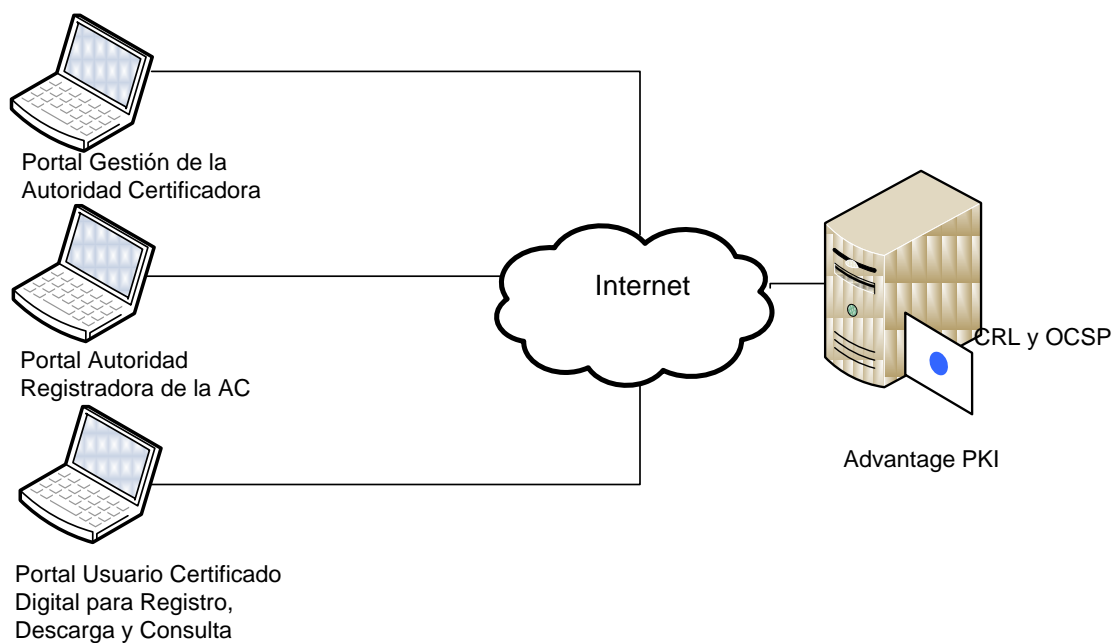 Portal Gestión de la
Autoridad Certificadora
Portal Autoridad
Registradora de la AC
Portal Usuario Certificado
Digital para Registro,
Descarga y Consulta
Internet
CRL y OCSP
Advantage PKI